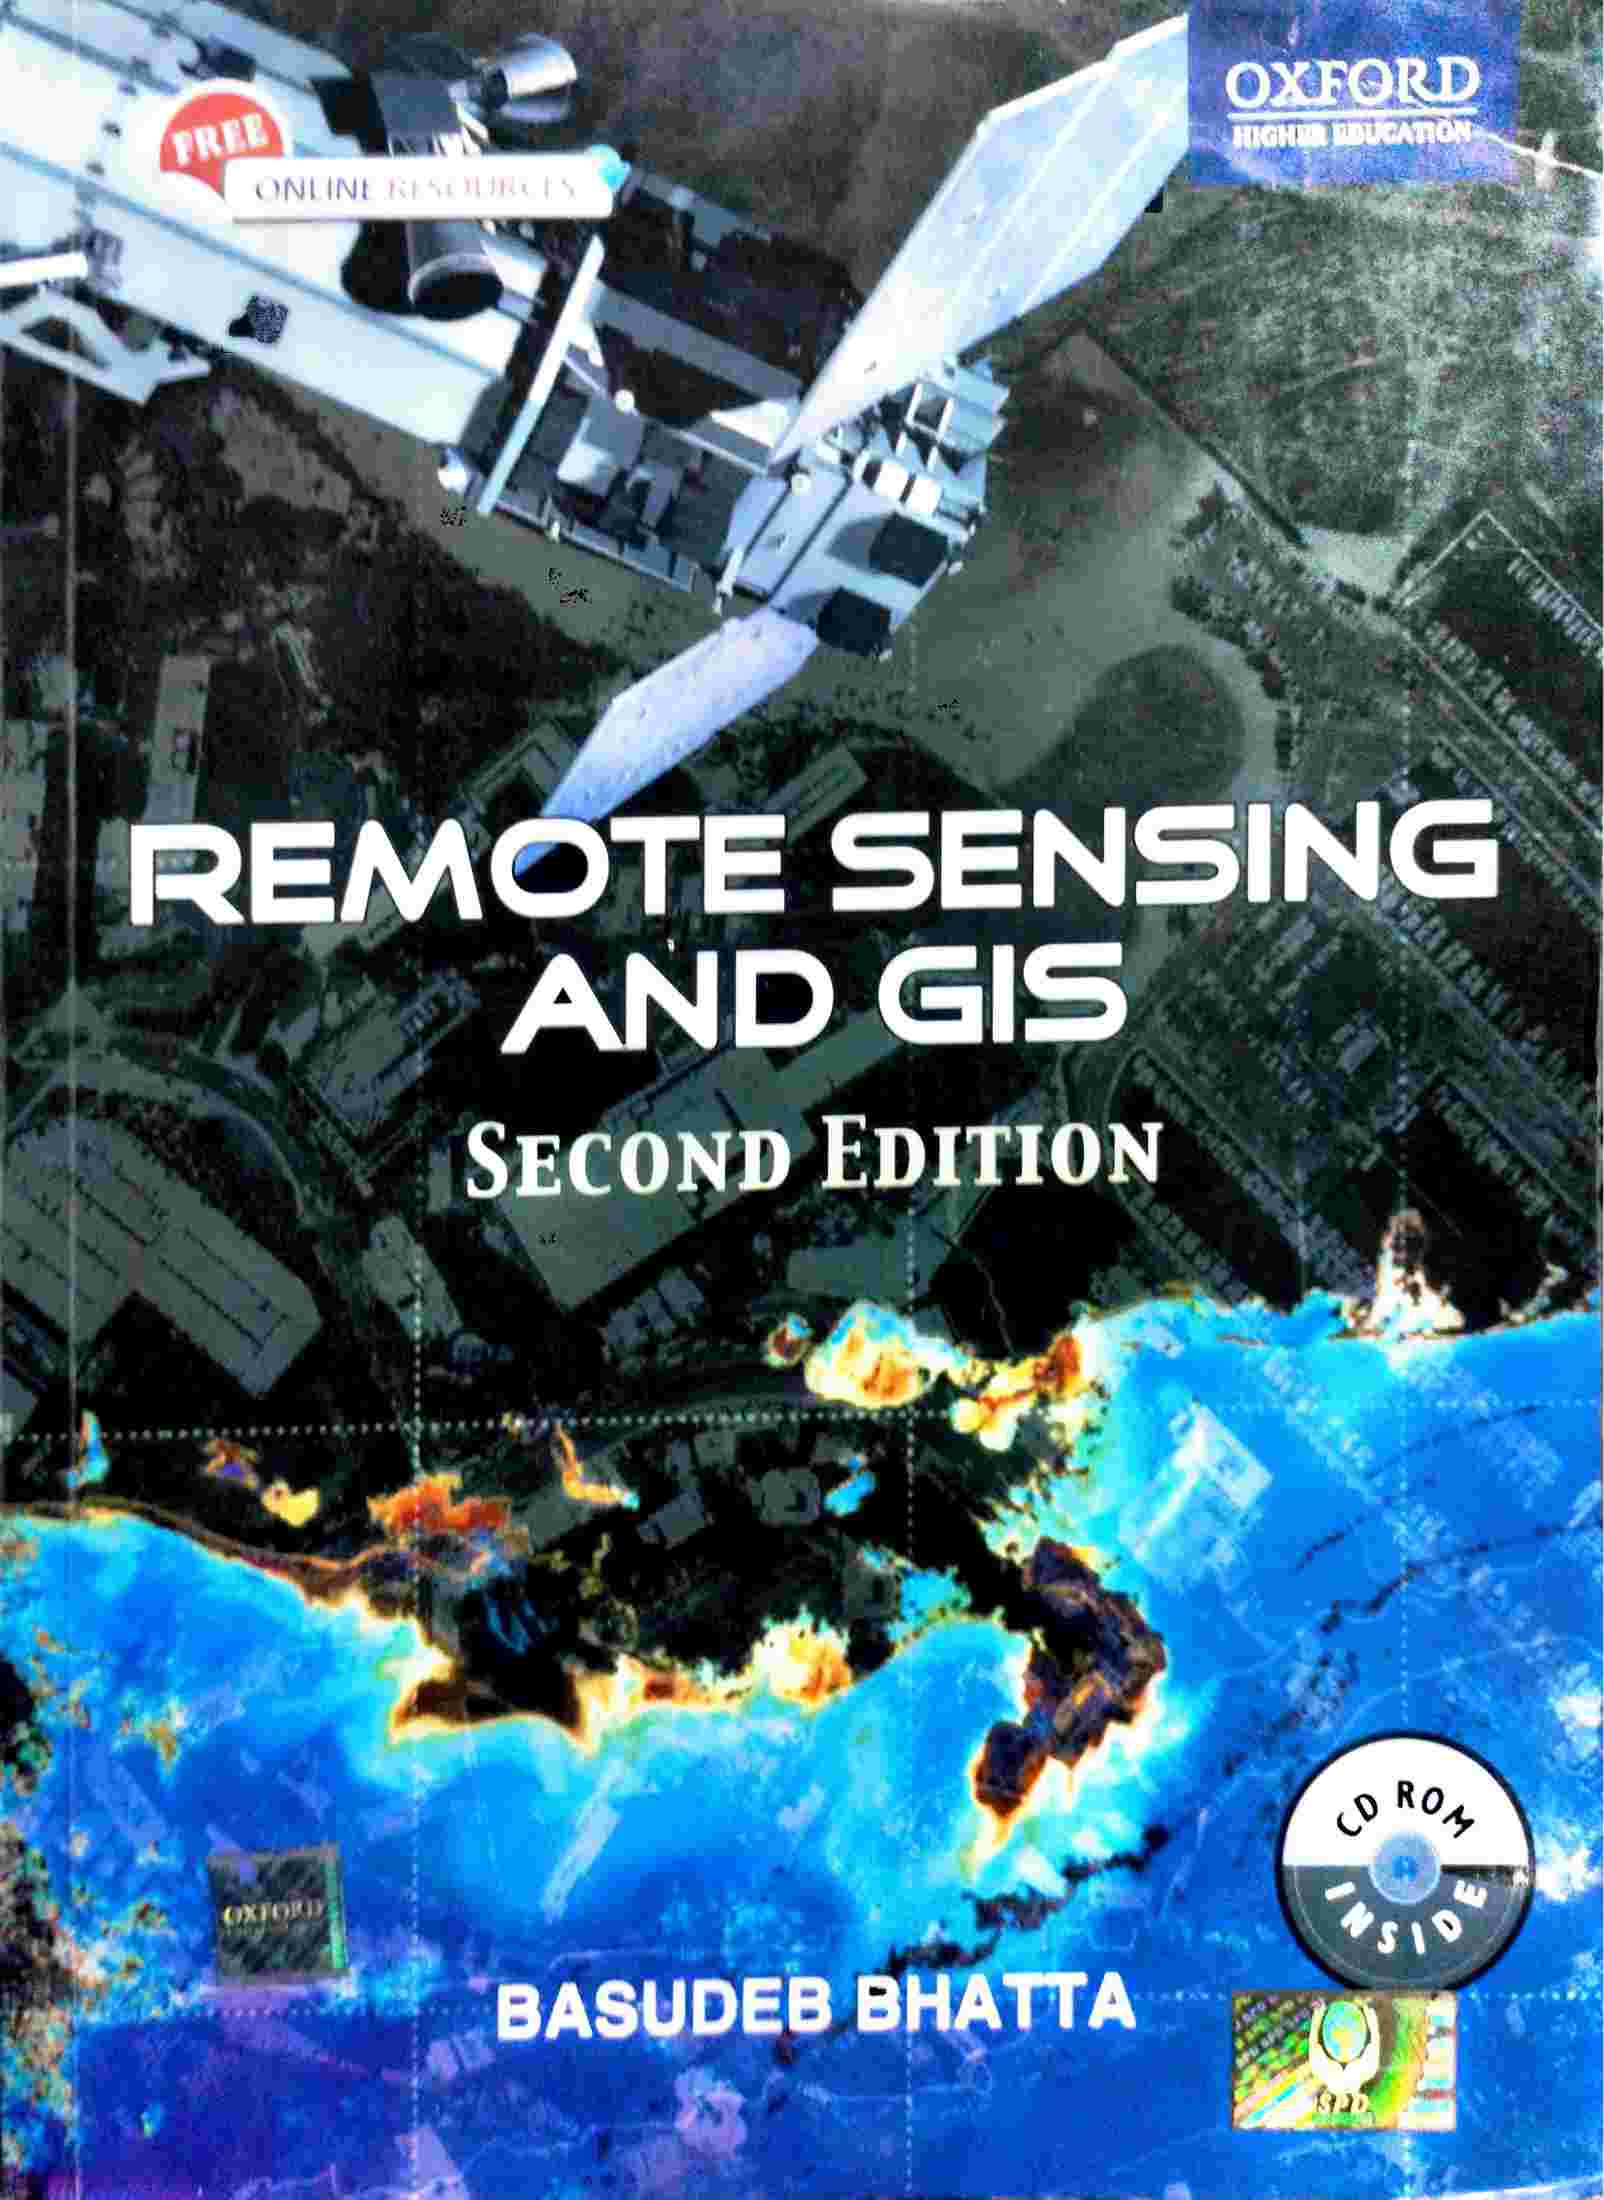 OXFORD
HIGHER EDUCATION
FREE
ONLINE RESOURCES
REMOTE SENSING
AND GIS
SECOND EDITION
CD ROM
INSIDE
OXFORD
BASUDEB BHATTA
SPD